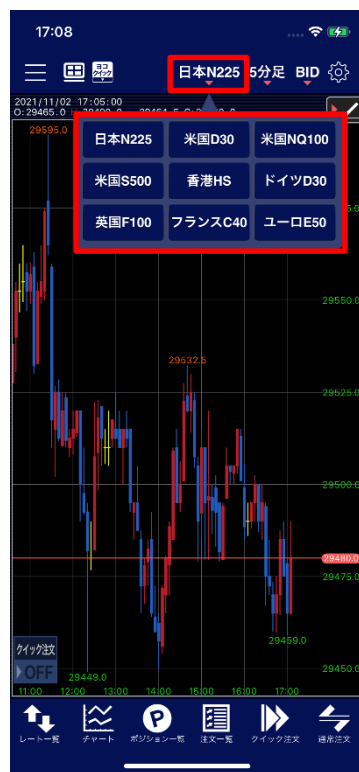 17:08
ヨコ クイック 日本N225 5分足 BID
2021/11/02 17:05:00
O:29465.0
29595.0
日本N225 米国D30 米国NQ100
米国S500 香港HS ドイツD30
英国F100 フランスC40 ユーロE50
29550.0
29632.5
29525.0
29500.0
29480.0
29475.0
29459.0
クイック注文
OFF
29449.0
29450.0
11:00 12:00 13:00 14:00 15:00 16:00 17:00
レート一覧 チャート ポジション一覧 注文一覧 クイック注文 通常注文